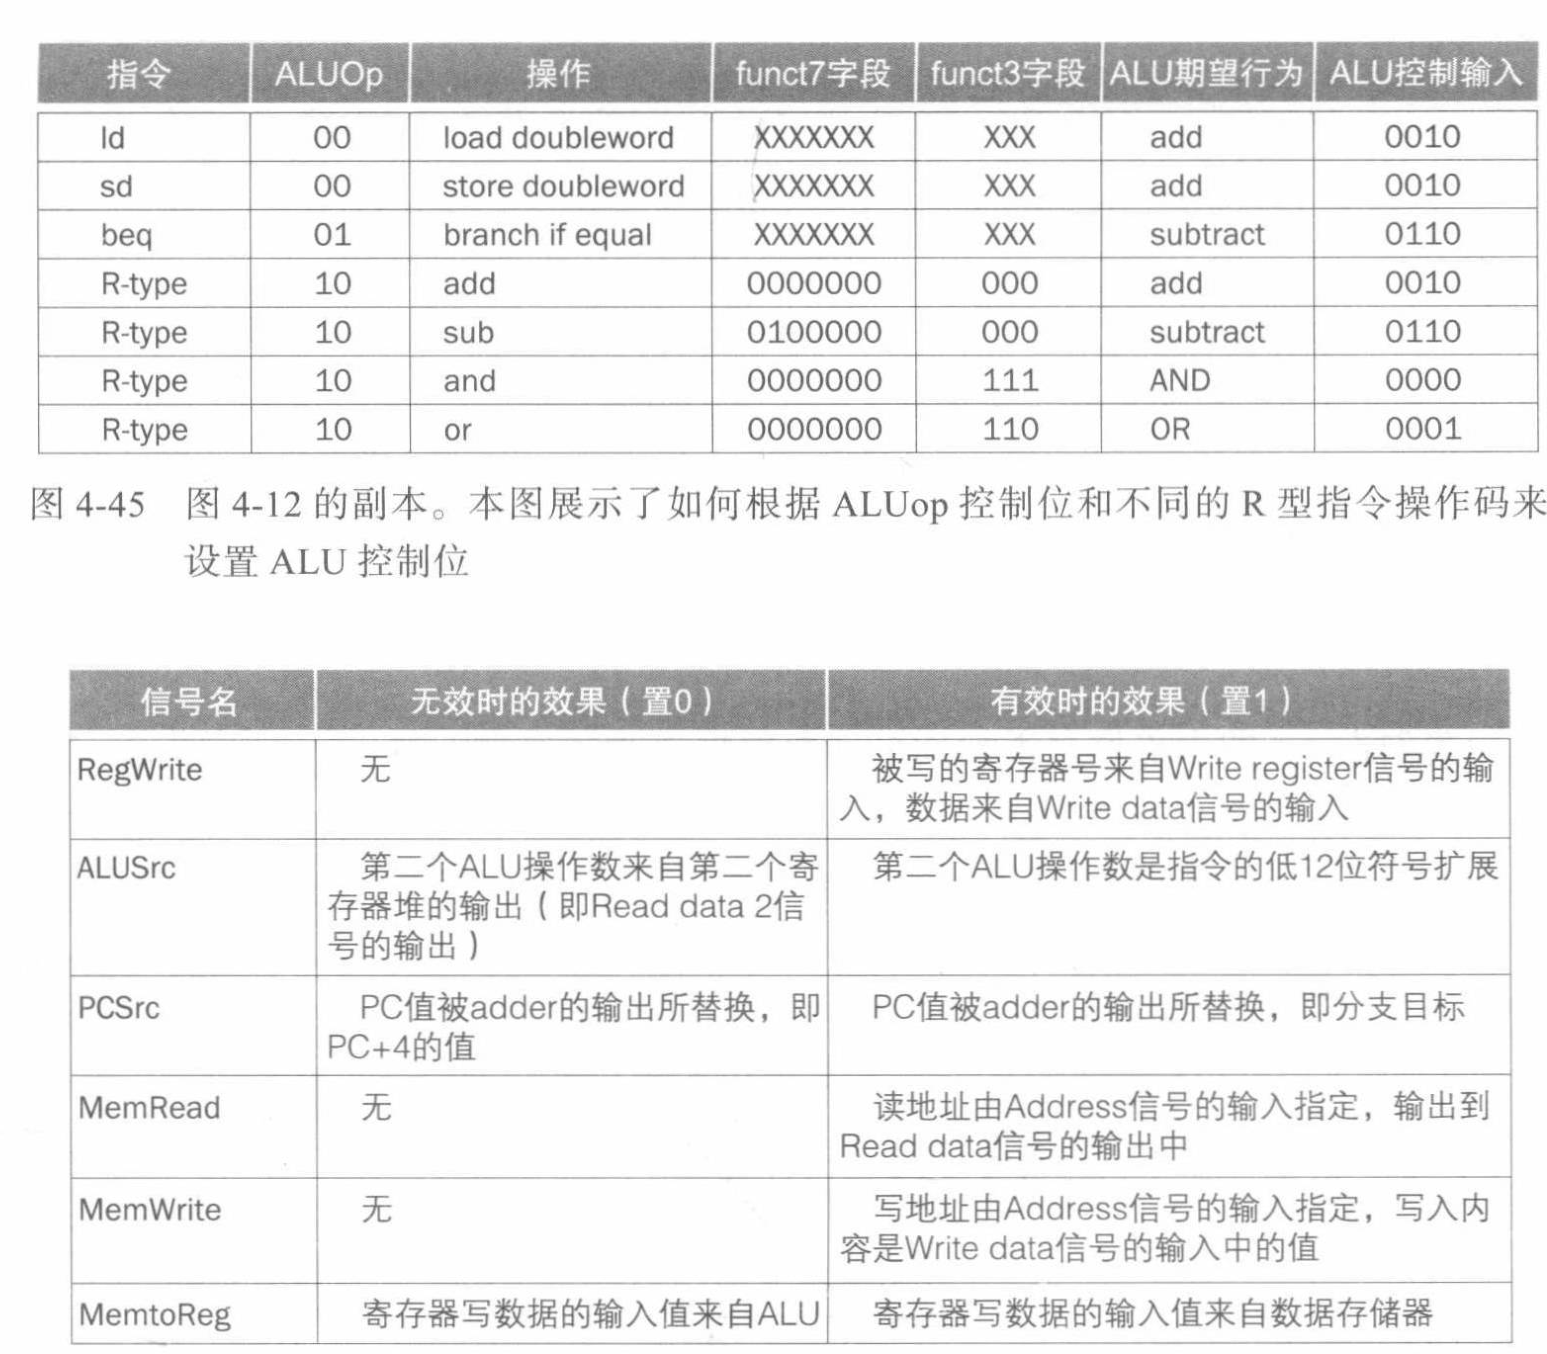 指令 ALUOp 操作 funct7字段 funct3字段 ALU期望行为 ALU控制输入
ld 00 load doubleword XXXXXXX XXX add 0010
sd 00 store doubleword XXXXXXX XXX add 0010
beq 01 branch if equal XXXXXXX XXX subtract 0110
R-type 10 add 0000000 000 add 0010
R-type 10 sub 0100000 000 subtract 0110
R-type 10 and 0000000 111 AND 0000
R-type 10 or 0000000 110 OR 0001
图 4-45 图 4-12 的副本。本图展示了如何根据 ALUop 控制位和不同的 R 型指令操作码来
设置 ALU 控制位
信号名 无效时的效果（置0） 有效时的效果（置1）
RegWrite 无 被写的寄存器号来自Write register信号的输
入，数据来自Write data信号的输入
ALUSrc 第二个ALU操作数来自第二个寄 第二个ALU操作数是指令的低12位符号扩展
存器堆的输出（即Read data 2信
号的输出）
PCSrc PC值被adder的输出所替换，即 PC值被adder的输出所替换，即分支目标
PC+4的值
MemRead 无 读地址由Address信号的输入指定，输出到
Read data信号的输出中
MemWrite 无 写地址由Address信号的输入指定，写入内
容是Write data信号的输入中的值
MemtoReg 寄存器写数据的输入值来自ALU 寄存器写数据的输入值来自数据存储器